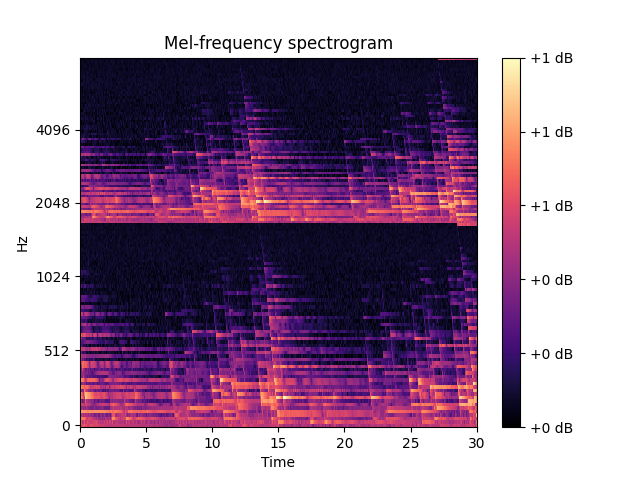 Mel-frequency spectrogram
Hz
4096
2048
1024
512
0
0 5 10 15 20 25 30
Time
+1 dB
+1 dB
+1 dB
+0 dB
+0 dB
+0 dB